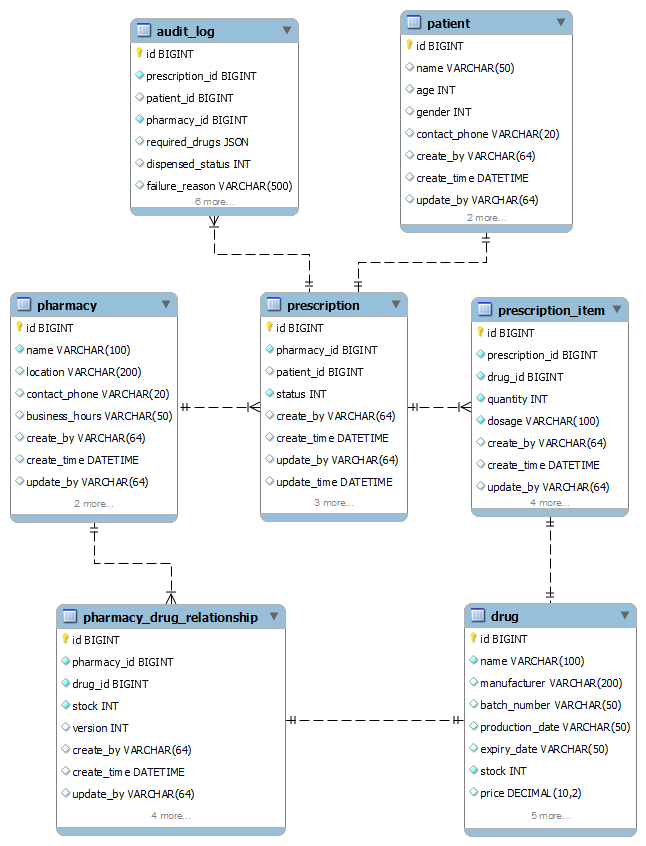 audit_log
id BIGINT
prescription_id BIGINT
patient_id BIGINT
pharmacy_id BIGINT
required_drugs JSON
dispensed_status INT
failure_reason VARCHAR(500)
6 more...
patient
id BIGINT
name VARCHAR(50)
age INT
gender INT
contact_phone VARCHAR(20)
create_by VARCHAR(64)
create_time DATETIME
update_by VARCHAR(64)
2 more...
pharmacy
id BIGINT
name VARCHAR(100)
location VARCHAR(200)
contact_phone VARCHAR(20)
business_hours VARCHAR(50)
create_by VARCHAR(64)
create_time DATETIME
update_by VARCHAR(64)
2 more...
prescription
id BIGINT
pharmacy_id BIGINT
patient_id BIGINT
status INT
create_by VARCHAR(64)
create_time DATETIME
update_by VARCHAR(64)
update_time DATETIME
3 more...
prescription_item
id BIGINT
prescription_id BIGINT
drug_id BIGINT
quantity INT
dosage VARCHAR(100)
create_by VARCHAR(64)
create_time DATETIME
update_by VARCHAR(64)
4 more...
pharmacy_drug_relationship
id BIGINT
pharmacy_id BIGINT
drug_id BIGINT
stock INT
version INT
create_by VARCHAR(64)
create_time DATETIME
update_by VARCHAR(64)
4 more...
drug
id BIGINT
name VARCHAR(100)
manufacturer VARCHAR(200)
batch_number VARCHAR(50)
production_date VARCHAR(50)
expiry_date VARCHAR(50)
stock INT
price DECIMAL(10,2)
5 more...